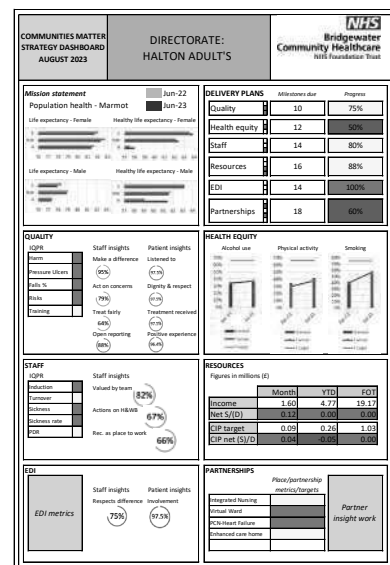 COMMUNITIES MATTER
STRATEGY DASHBOARD
AUGUST 2023
DIRECTORATE:
HALTON ADULT'S
NHS
Bridgewater
Community Healthcare
NHS Foundation Trust
Mission statement
Jun-22
Population health - Marmot
Jun-23
Life expectancy - Female
Healthy life expectancy - Female
Life expectancy - Male
Healthy life expectancy - Male
DELIVERY PLANS
Milestones due
Progress
Quality 10 75%
Health equity 12 50%
Staff 14 80%
Resources 16 88%
EDI 14 100%
Partnerships 18 60%
QUALITY
IQPR
Staff insights
Patient insights
Harm
Pressure Ulcers
Falls %
Risks
Training
Make a difference
Listened to
95%
97.5%
Act on concerns
Dignity & respect
79%
97.5%
Treat fairly
Treatment received
64%
97.5%
Open reporting
Positive experience
88%
96.4%
HEALTH EQUITY
Alcohol use
Physical activity
Smoking
STAFF
IQPR
Staff insights
Induction
Turnover
Sickness
Sickness rate
PDR
Valued by team
82%
Actions on H&WB
67%
Rec. as place to work
66%
RESOURCES
Figures in millions (£)
Month YTD FOT
Income 1.60 4.77 19.17
Net S/(D) 0.12 0.00 0.00
CIP target 0.09 0.26 1.03
CIP net (S)/D 0.04 -0.05 0.00
EDI
EDI metrics
Staff insights
Patient insights
Respects difference
Involvement
75%
97.5%
PARTNERSHIPS
Place/partnership
metrics/targets
Integrated Nursing
Virtual Ward
PCN-Heart Failure
Enhanced care home
Partner
insight work